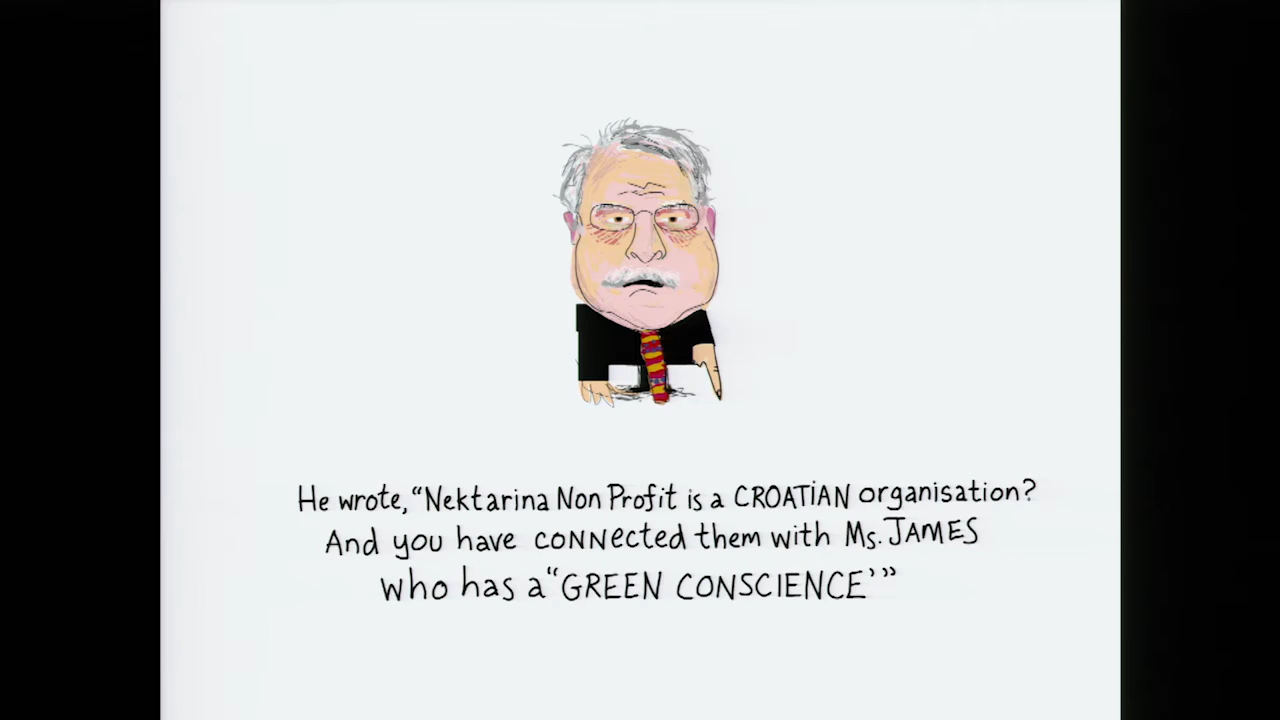 He wrote, “Nektarina Non Profit is a CROATiAN organisation?
And you have coNNected them with Ms. JAMES
who has a “GREEN CONSCIENCE’”